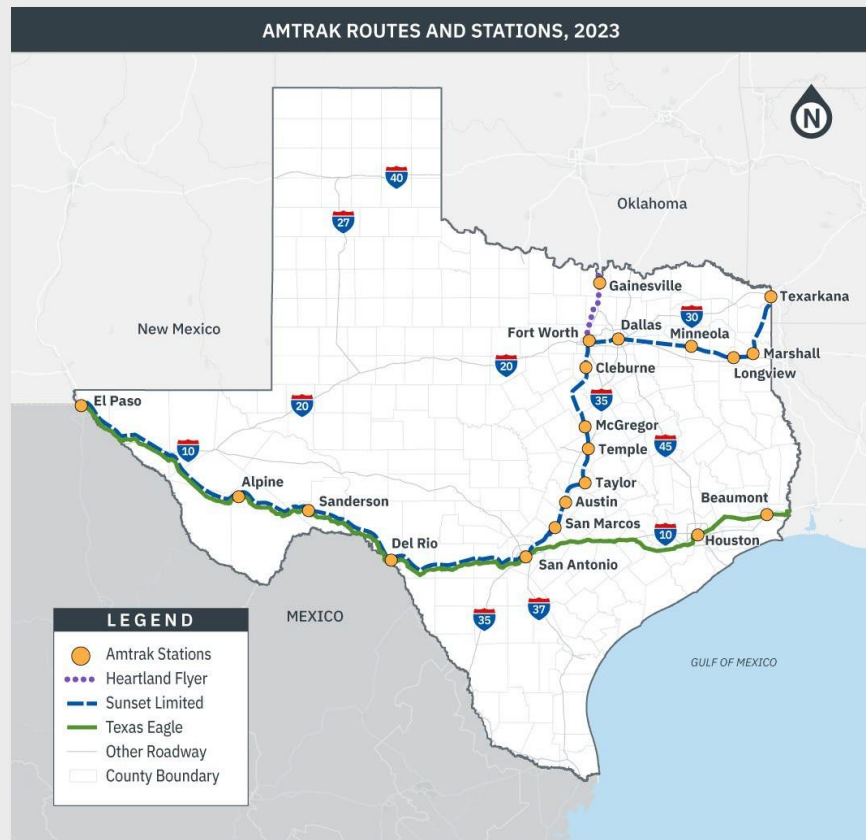 AMTRAK ROUTES AND STATIONS, 2023
N
40
27
Oklahoma
New Mexico
Gainesville
Texarkana
30
Fort Worth
Dallas
Minneola
Marshall
Longview
20
Cleburne
35
El Paso
20
McGregor
45
10
Temple
Alpine
Sanderson
Taylor
Austin
Beaumont
San Marcos
10
Houston
Del Rio
San Antonio
MEXICO
35
37
GULF OF MEXICO
LEGEND
Amtrak Stations
Heartland Flyer
Sunset Limited
Texas Eagle
Other Roadway
County Boundary